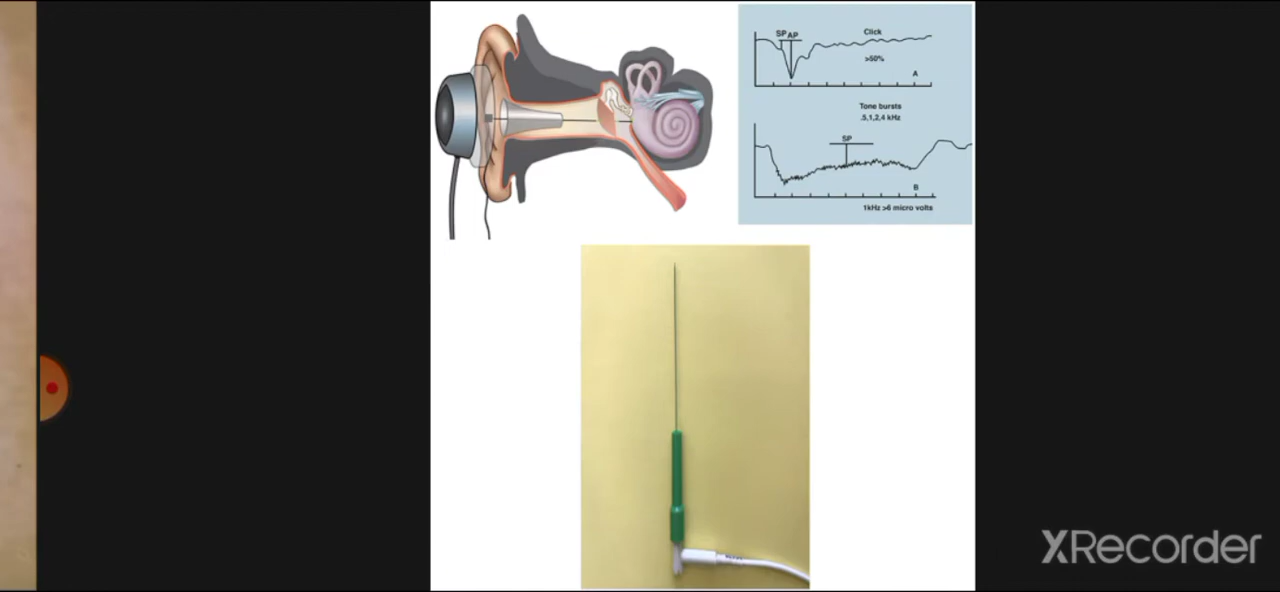 SP AP
Click
>50%
A
Tone bursts
.5,1,2,4 kHz
SP
B
1kHz >6 micro volts
XRecorder